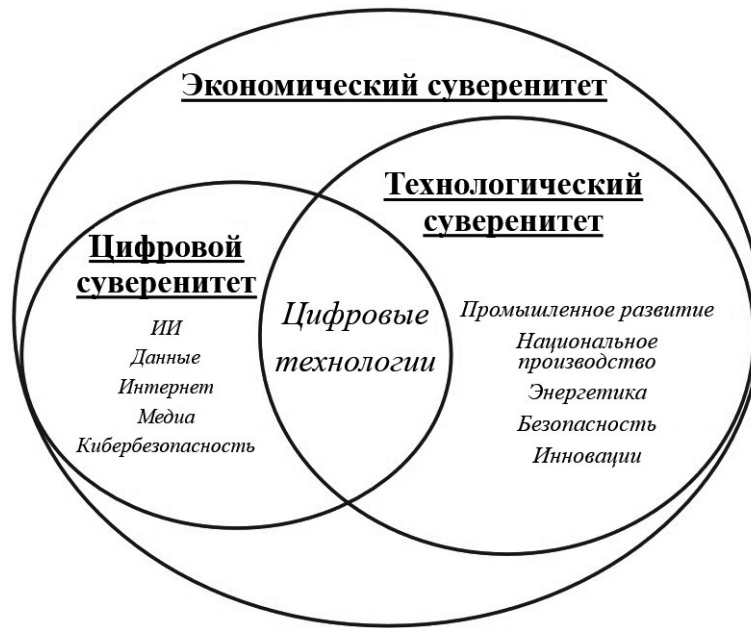 Экономический суверенитет
Технологический
суверенитет
Цифровой
суверенитет
ИИ
Данные
Интернет
Медиа
Кибербезопасность
Цифровые
технологии
Промышленное развитие
Национальное
производство
Энергетика
Безопасность
Инновации